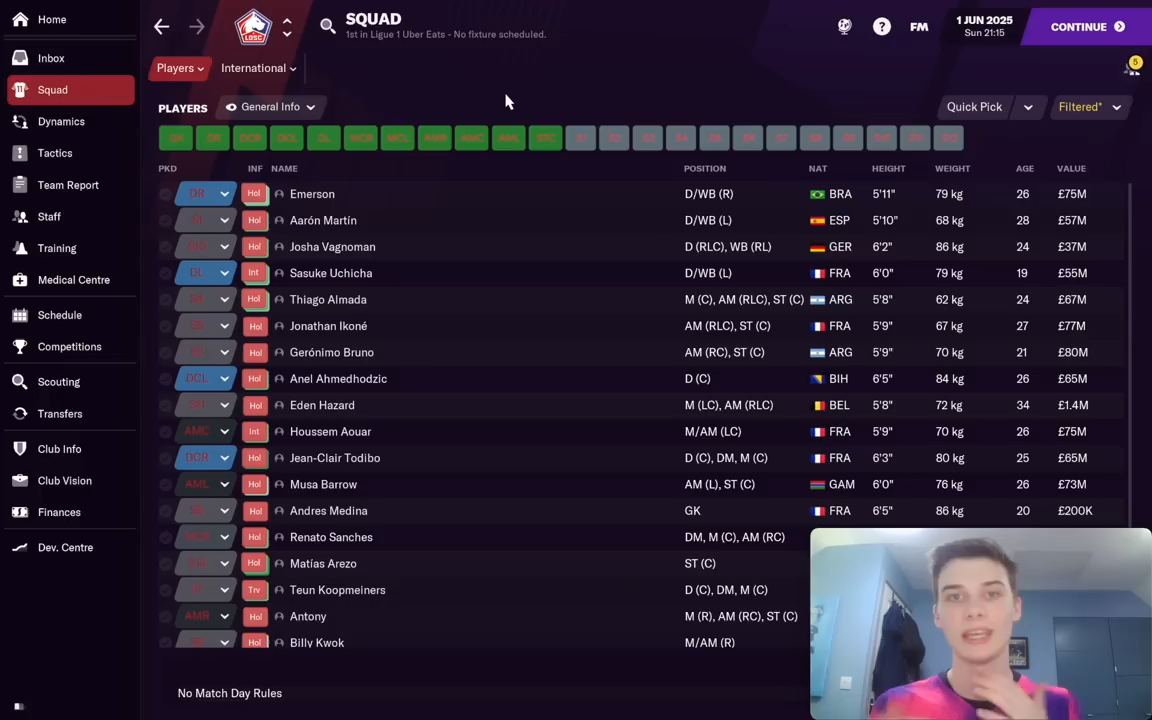 Home
Inbox
Squad
Dynamics
Tactics
Team Report
Staff
Training
Medical Centre
Schedule
Competitions
Scouting
Transfers
Club Info
Club Vision
Finances
Dev. Centre
LOSC
SQUAD
1st in Ligue 1 Uber Eats - No fixture scheduled.
? FM
1 JUN 2025
Sun 21:15
CONTINUE
Players International
5
PLAYERS General Info Quick Pick Filtered*
PKD INF NAME POSITION NAT HEIGHT WEIGHT AGE VALUE
DR Hol Emerson D/WB (R) BRA 5'11" 79 kg 26 £75M
Hol Aarón Martín D/WB (L) ESP 5'10" 68 kg 28 £57M
Hol Josha Vagnoman D (RLC), WB (RL) GER 6'2" 86 kg 24 £37M
DL Int Sasuke Uchicha D/WB (L) FRA 6'0" 79 kg 19 £55M
Hol Thiago Almada M (C), AM (RLC), ST (C) ARG 5'8" 62 kg 24 £67M
Hol Jonathan Ikoné AM (RLC), ST (C) FRA 5'9" 67 kg 27 £77M
Hol Gerónimo Bruno AM (RC), ST (C) ARG 5'9" 70 kg 21 £80M
DCL Hol Anel Ahmedhodzic D (C) BIH 6'5" 84 kg 26 £65M
Hol Eden Hazard M (LC), AM (RLC) BEL 5'8" 72 kg 34 £1.4M
AMC Int Houssem Aouar M/AM (LC) FRA 5'9" 70 kg 26 £75M
DCR Hol Jean-Clair Todibo D (C), DM, M (C) FRA 6'3" 80 kg 25 £65M
AML Hol Musa Barrow AM (L), ST (C) GAM 6'0" 76 kg 26 £73M
Hol Andres Medina GK FRA 6'5" 86 kg 20 £200K
Hol Renato Sanches DM, M (C), AM (RC)
Hol Matías Arezo ST (C)
Trv Teun Koopmeiners D (C), DM, M (C)
AMR Hol Antony M (R), AM (RC), ST (C)
Hol Billy Kwok M/AM (R)
No Match Day Rules